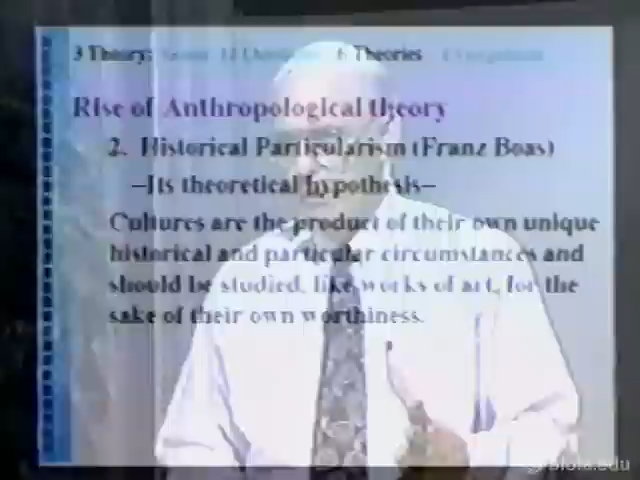 3 Theory: 6 Theories
Rise of Anthropological theory
2. Historical Particularism (Franz Boas)
–Its theoretical hypothesis–
Cultures are the product of their own unique
historical and particular circumstances and
should be studied, like works of art, for the
sake of their own worthiness.
biola.edu